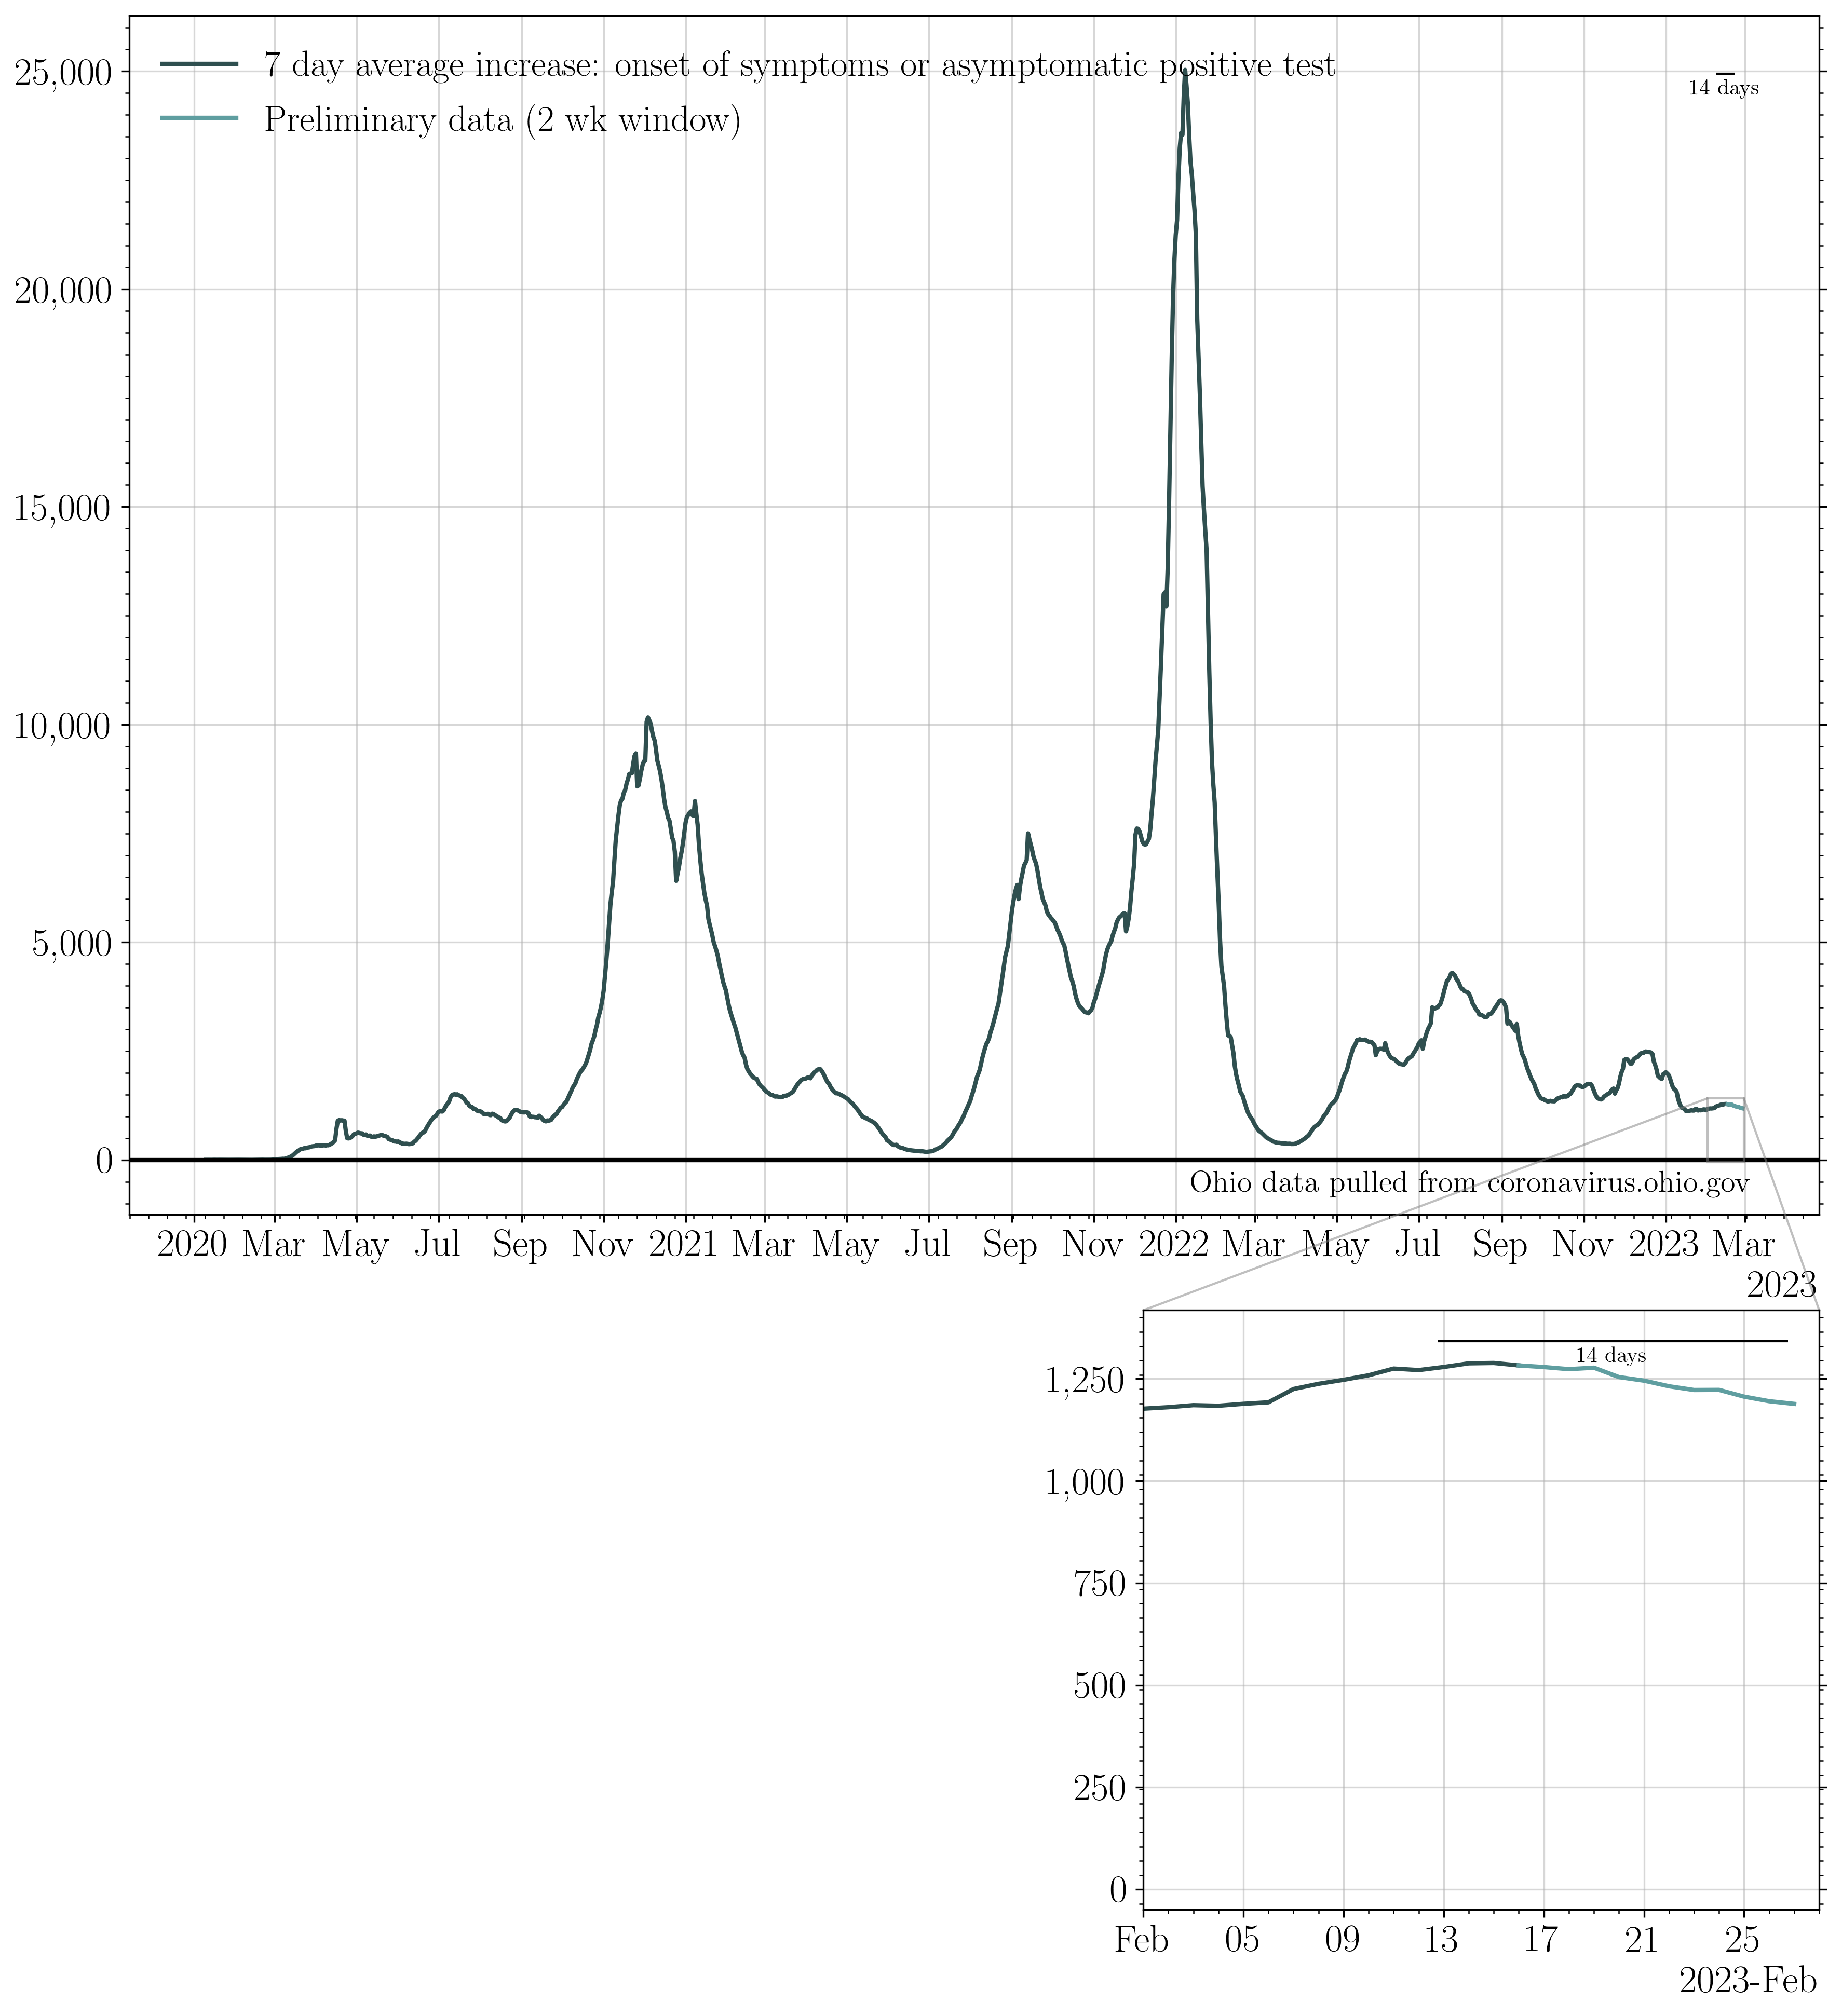 7 day average increase: onset of symptoms or asymptomatic positive test
Preliminary data (2 wk window)
14 days
25,000
20,000
15,000
10,000
5,000
0
Ohio data pulled from coronavirus.ohio.gov
2020 Mar May Jul Sep Nov 2021 Mar May Jul Sep Nov 2022 Mar May Jul Sep Nov 2023 Mar
2023
14 days
1,250
1,000
750
500
250
0
Feb 05 09 13 17 21 25
2023-Feb